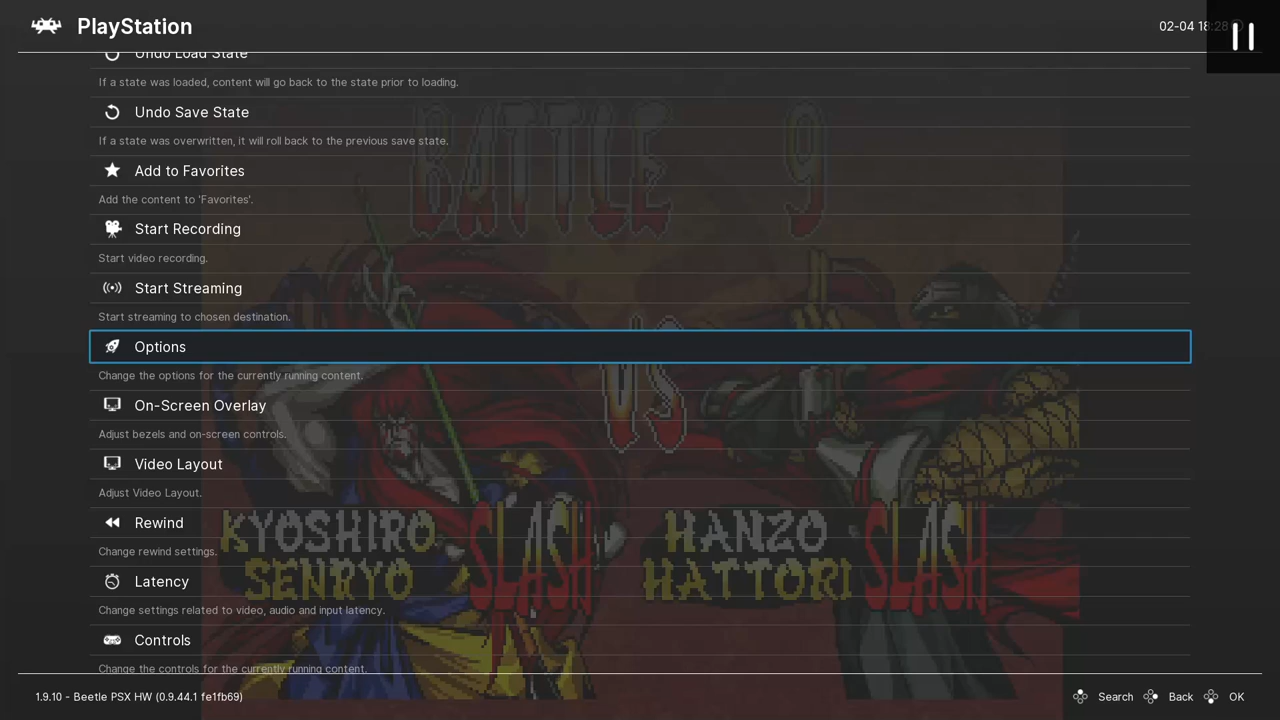 PlayStation
02-04 18:28
Undo Load State
If a state was loaded, content will go back to the state prior to loading.
Undo Save State
If a state was overwritten, it will roll back to the previous save state.
Add to Favorites
Add the content to 'Favorites'.
Start Recording
Start video recording.
Start Streaming
Start streaming to chosen destination.
Options
Change the options for the currently running content.
On-Screen Overlay
Adjust bezels and on-screen controls.
Video Layout
Adjust Video Layout.
Rewind
Change rewind settings.
Latency
Change settings related to video, audio and input latency.
Controls
Change the controls for the currently running content.
BATTLE 9
VS
KYOSHIRO SENRYO SLASH
HANZO HATTORI SLASH
1.9.10 - Beetle PSX HW (0.9.44.1 fe1fb69)
Search Back OK